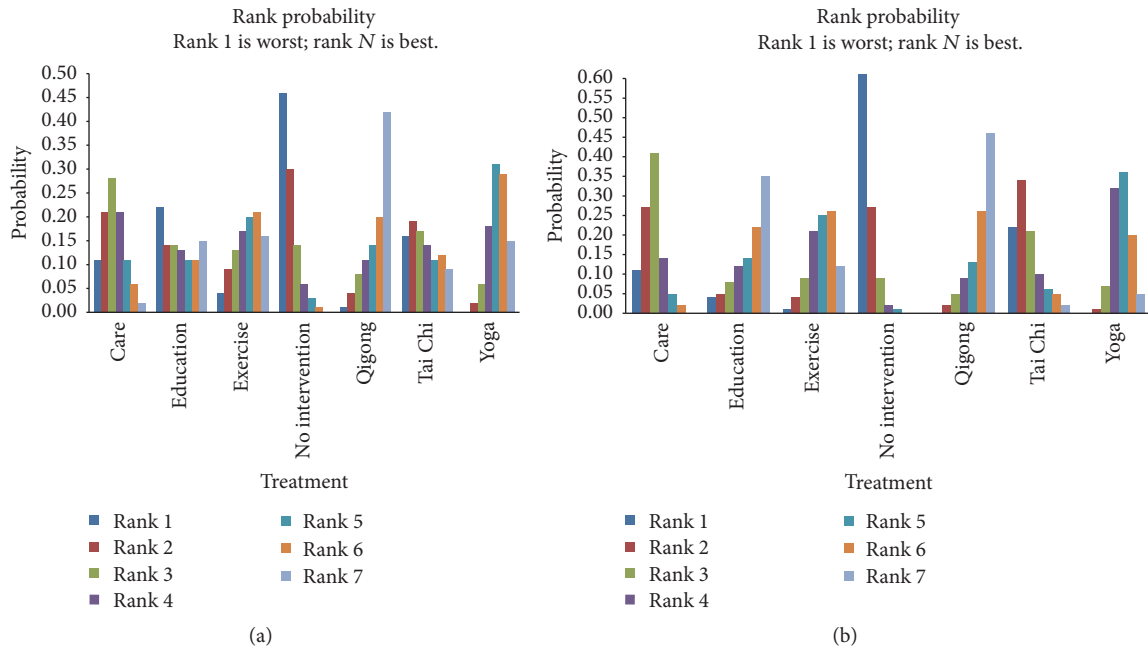 Rank probability
Rank 1 is worst; rank N is best.
0.50
0.45
0.40
0.35
0.30
0.25
0.20
0.15
0.10
0.05
0.00
Probability
Care
Education
Exercise
No intervention
Qigong
Tai Chi
Yoga
Treatment
Rank 1
Rank 2
Rank 3
Rank 4
Rank 5
Rank 6
Rank 7
(a)
Rank probability
Rank 1 is worst; rank N is best.
0.60
0.50
0.45
0.40
0.35
0.30
0.25
0.20
0.15
0.10
0.05
0.00
Probability
Care
Education
Exercise
No intervention
Qigong
Tai Chi
Yoga
Treatment
Rank 1
Rank 2
Rank 3
Rank 4
Rank 5
Rank 6
Rank 7
(b)